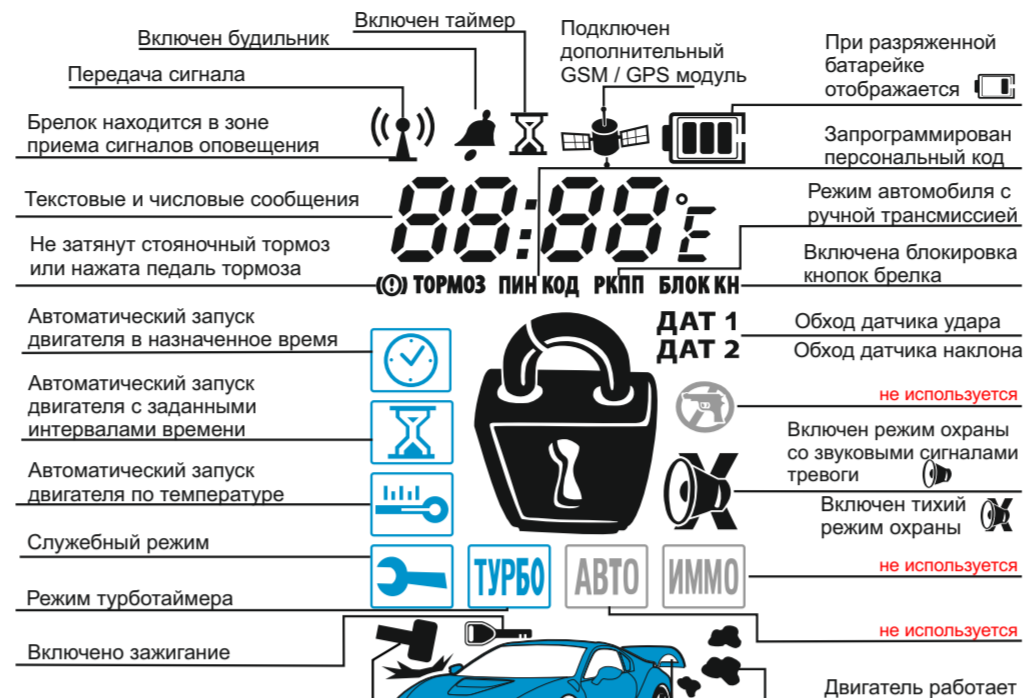 Включен таймер
Включен будильник
Передача сигнала
Брелок находится в зоне
приема сигналов оповещения
Текстовые и числовые сообщения
Не затянут стояночный тормоз
или нажата педаль тормоза
Автоматический запуск
двигателя в назначенное время
Автоматический запуск
двигателя с заданными
интервалами времени
Автоматический запуск
двигателя по температуре
Служебный режим
Режим турботаймера
Включено зажигание
Подключен
дополнительный
GSM / GPS модуль
88:88°E
(!) ТОРМОЗ ПИН КОД РКПП БЛОК КН
ДАТ 1
ДАТ 2
ТУРБО
АВТО
ИММО
При разряженной
батарейке
отображается
Запрограммирован
персональный код
Режим автомобиля с
ручной трансмиссией
Включена блокировка
кнопок брелка
Обход датчика удара
Обход датчика наклона
не используется
Включен режим охраны
со звуковыми сигналами
тревоги
Включен тихий
режим охраны
не используется
не используется
Двигатель работает